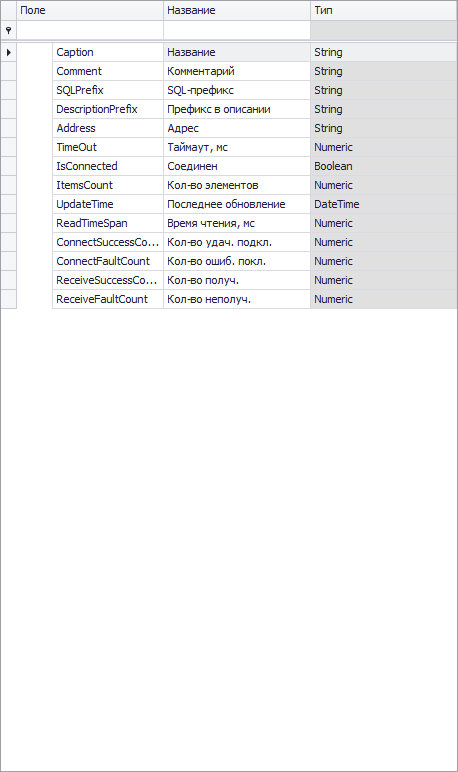 Поле Название Тип
Caption Название String
Comment Комментарий String
SQLPrefix SQL-префикс String
DescriptionPrefix Префикс в описании String
Address Адрес String
TimeOut Таймаут, мс Numeric
IsConnected Соединен Boolean
ItemsCount Кол-во элементов Numeric
UpdateTime Последнее обновление DateTime
ReadTimeSpan Время чтения, мс Numeric
ConnectSuccessCo... Кол-во удач. подкл. Numeric
ConnectFaultCount Кол-во ошиб. покл. Numeric
ReceiveSuccessCo... Кол-во получ. Numeric
ReceiveFaultCount Кол-во неполуч. Numeric